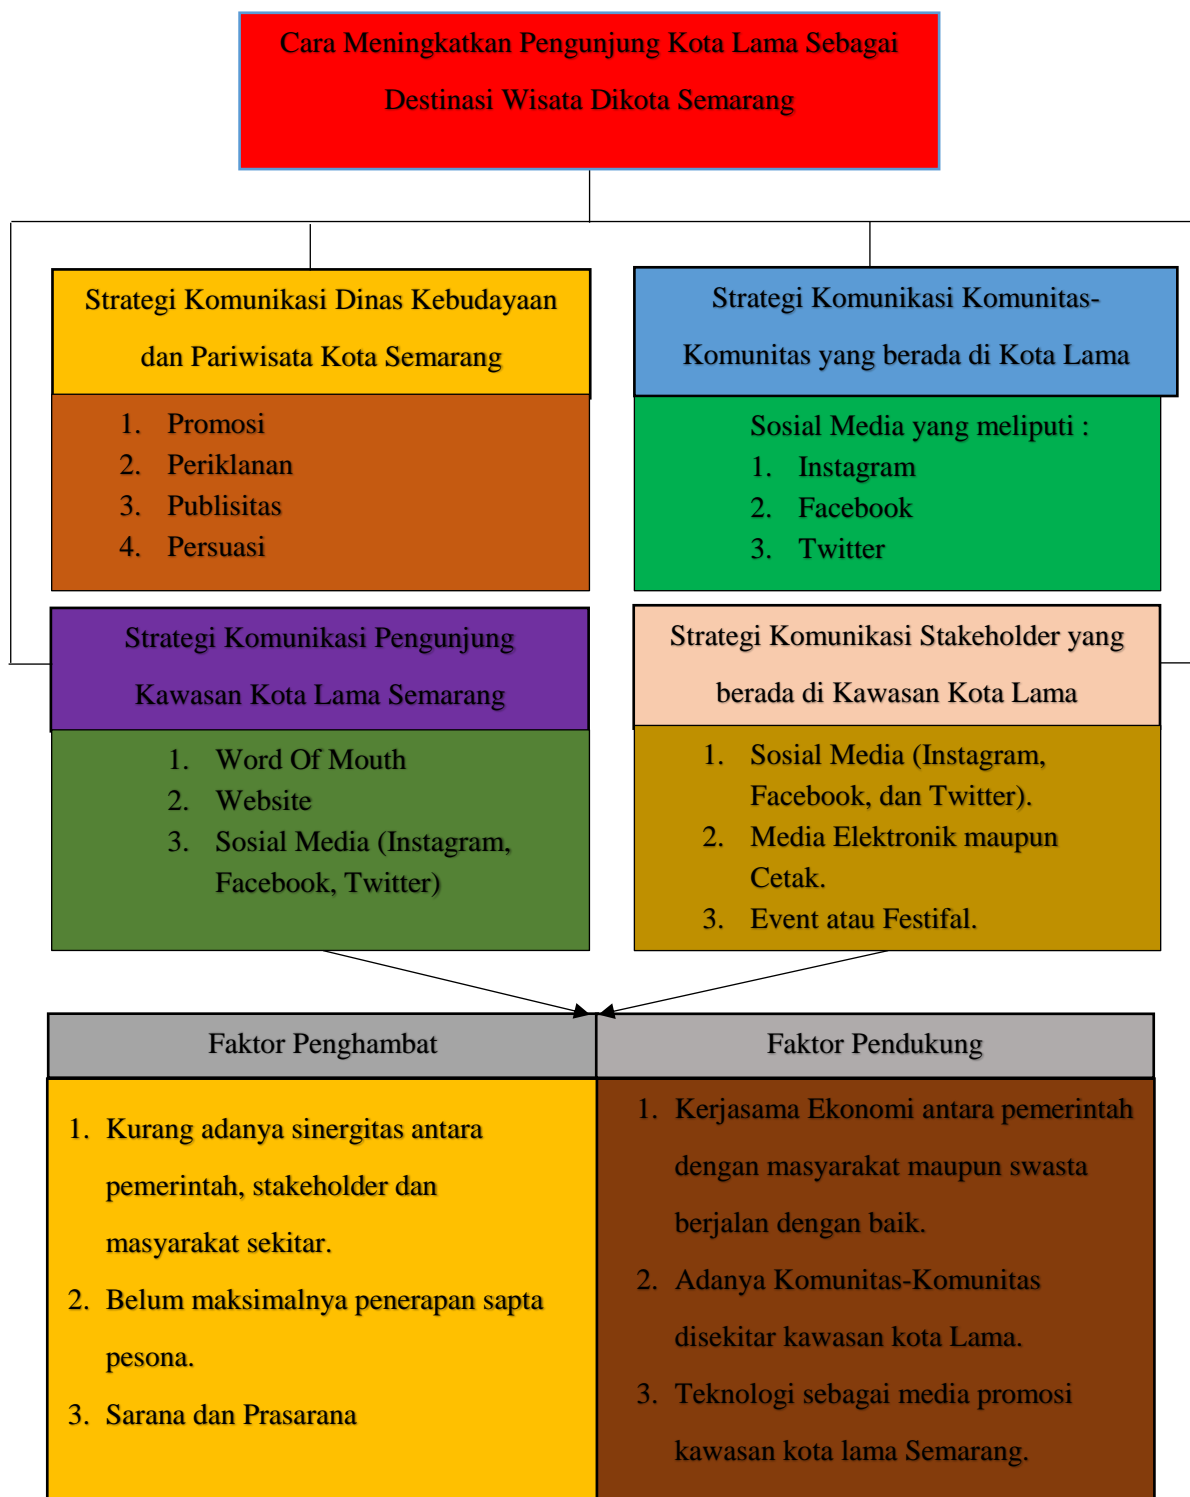 Cara Meningkatkan Pengunjung Kota Lama Sebagai
Destinasi Wisata Dikota Semarang
Strategi Komunikasi Dinas Kebudayaan
dan Pariwisata Kota Semarang
1. Promosi
2. Periklanan
3. Publisitas
4. Persuasi
Strategi Komunikasi Komunitas-
Komunitas yang berada di Kota Lama
Sosial Media yang meliputi :
1. Instagram
2. Facebook
3. Twitter
Strategi Komunikasi Pengunjung
Kawasan Kota Lama Semarang
1. Word Of Mouth
2. Website
3. Sosial Media (Instagram,
Facebook, Twitter)
Strategi Komunikasi Stakeholder yang
berada di Kawasan Kota Lama
1. Sosial Media (Instagram,
Facebook, dan Twitter).
2. Media Elektronik maupun
Cetak.
3. Event atau Festifal.
Faktor Penghambat
1. Kurang adanya sinergitas antara
pemerintah, stakeholder dan
masyarakat sekitar.
2. Belum maksimalnya penerapan sapta
pesona.
3. Sarana dan Prasarana
Faktor Pendukung
1. Kerjasama Ekonomi antara pemerintah
dengan masyarakat maupun swasta
berjalan dengan baik.
2. Adanya Komunitas-Komunitas
disekitar kawasan kota Lama.
3. Teknologi sebagai media promosi
kawasan kota lama Semarang.